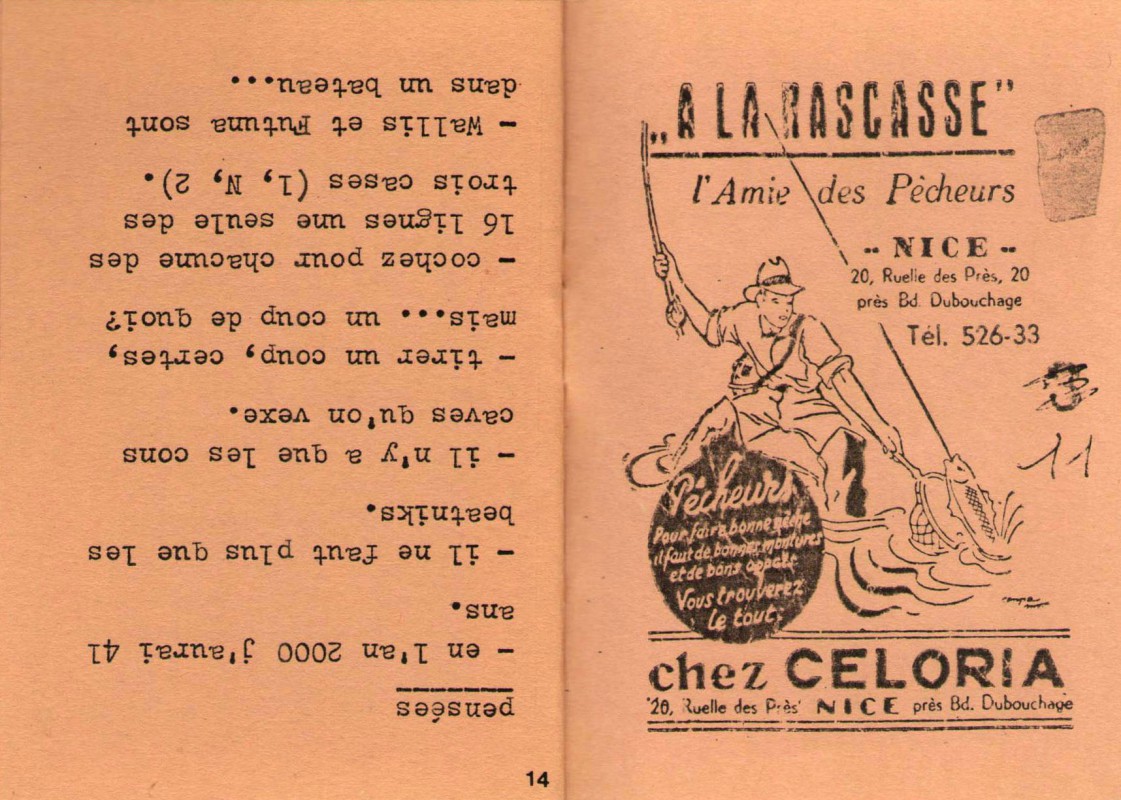 pensées
- en l'an 2000 j'aurai 41
ans.
- il ne faut plus que les
beatniks.
- il n'y a que les cons
caves qu'on vexe.
- tirer un coup, certes,
mais... un coup de quoi?
- cochez pour chacune des
16 lignes une seule des
trois cases (1, N, 2).
- Wallis et Futuna sont
dans un bateau...
14
„A LA RASCASSE"
l'Amie des Pêcheurs
-- NICE --
20, Ruelle des Près, 20
près Bd. Dubouchage
Tél. 526-33
11
Pêcheurs
Pour faire bonne pêche
il faut de bonnes montures
et de bons appats.
Vous trouverez
le tout.
chez CELORIA
20, Ruelle des Près NICE près Bd. Dubouchage